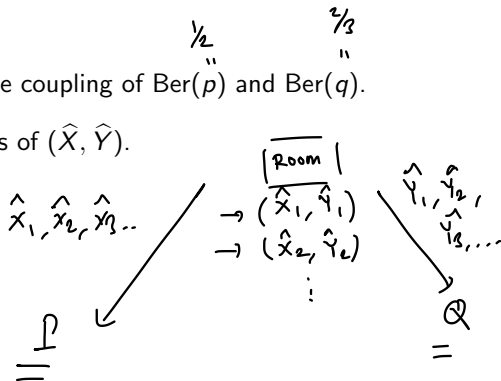 1/2 2/3
" "
e coupling of Ber(p) and Ber(q).
s of (X̂, Ŷ).
Room
X̂₁, X̂₂, X̂₃.. → (X̂₁, Ŷ₁) Ŷ₁, Ŷ₂,
→ (X̂₂, Ŷ₂) Ŷ₃, ...
⋮
P Q